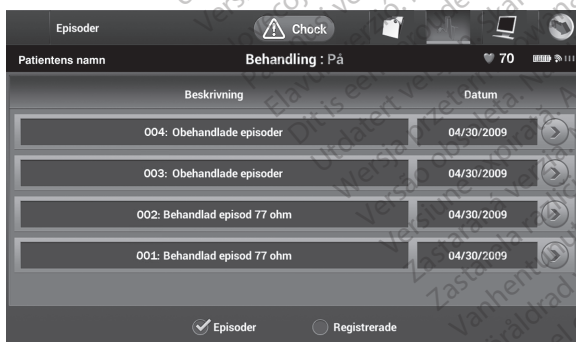 Episoder
Chock
Patientens namn
Behandling : På
70
Beskrivning
Datum
004: Obehandlade episoder
04/30/2009
003: Obehandlade episoder
04/30/2009
002: Behandlad episod 77 ohm
04/30/2009
001: Behandlad episod 77 ohm
04/30/2009
Episoder
Registrerade